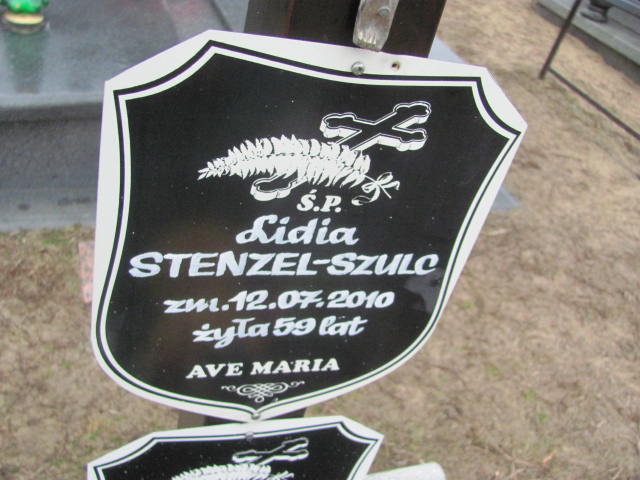 Ś.P.
Lidia
STENZEL-SZULC
zm. 12.07.2010
żyła 59 lat
AVE MARIA